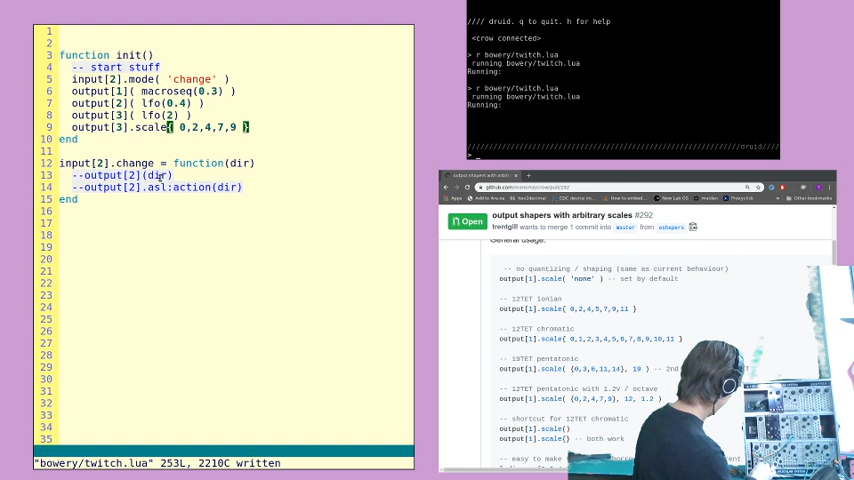 1
2
3 function init()
4 -- start stuff
5 input[2].mode( 'change' )
6 output[1]( macroseq(0.3) )
7 output[2]( lfo(0.4) )
8 output[3]( lfo(2) )
9 output[3].scale{ 0,2,4,7,9 }
10 end
11
12 input[2].change = function(dir)
13 --output[2](dir)
14 --output[2].asl:action(dir)
15 end
16
17
18
19
20
21
22
23
24
25
26
27
28
29
30
31
32
33
34
35
"bowery/twitch.lua" 253L, 2210C written
//// druid. q to quit. h for help
<crow connected>
> r bowery/twitch.lua
running bowery/twitch.lua
Running:
> r bowery/twitch.lua
running bowery/twitch.lua
Running:
> _
output shapers with arbitrary scales #292
Open
trentgill wants to merge 1 commit into master from oshapers
General usage:
-- no quantizing / shaping (same as current behaviour)
output[1].scale( 'none' ) -- set by default
-- 12TET ionian
output[1].scale{ 0,2,4,5,7,9,11 }
-- 12TET chromatic
output[1].scale{ 0,1,2,3,4,5,6,7,8,9,10,11 }
-- 19TET pentatonic
output[1].scale( {0,3,6,11,14}, 19 ) -- 2nd
-- 12TET pentatonic with 1.2V / octave
output[1].scale( {0,2,4,7,9}, 12, 1.2 )
-- shortcut for 12TET chromatic
output[1].scale()
output[1].scale{} -- both work
-- easy to make